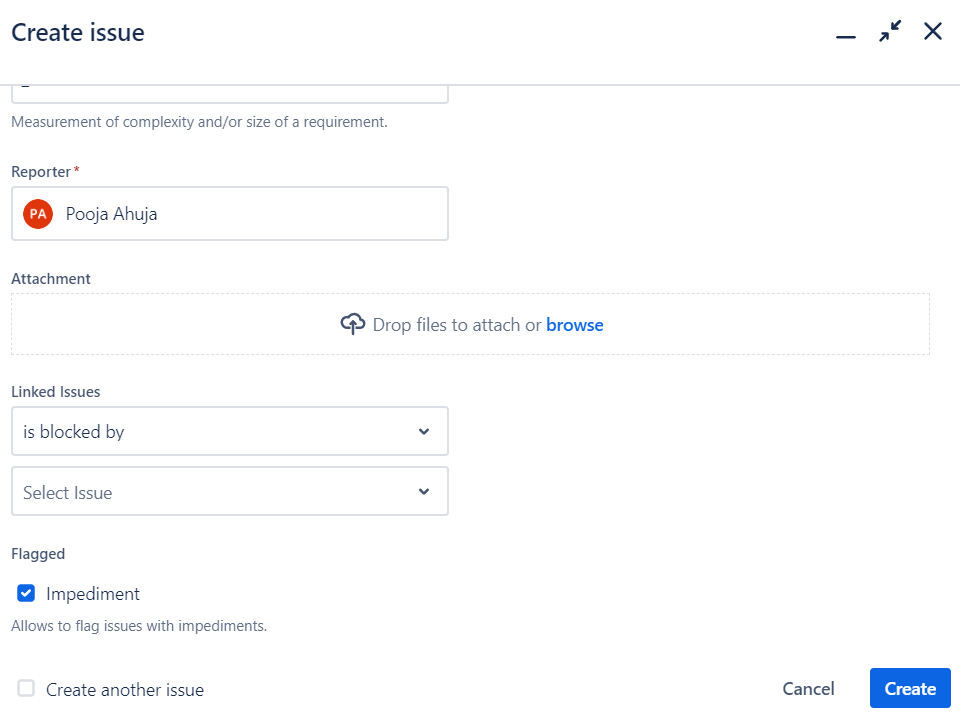 Create issue
Measurement of complexity and/or size of a requirement.
Reporter*
PA Pooja Ahuja
Attachment
Drop files to attach or browse
Linked Issues
is blocked by
Select Issue
Flagged
Impediment
Allows to flag issues with impediments.
Create another issue
Cancel
Create